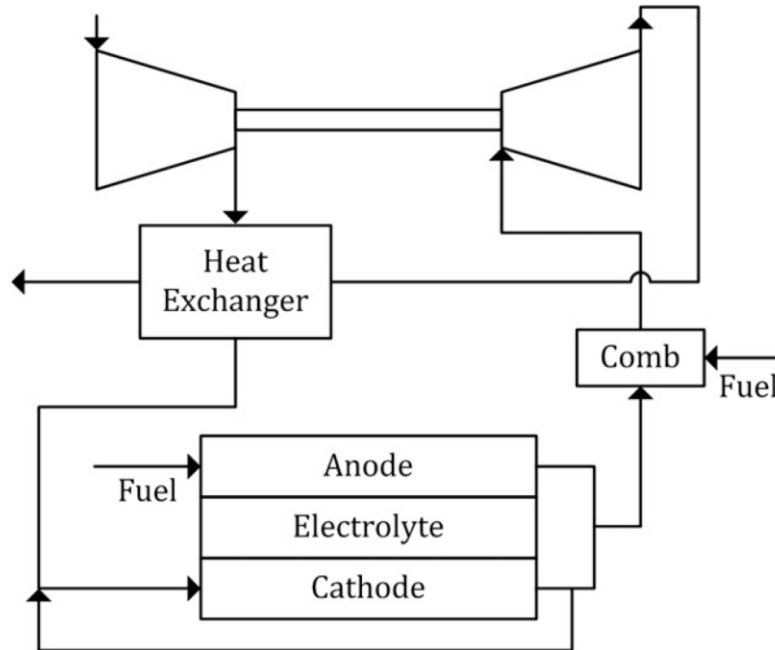 Heat
Exchanger
Comb
Fuel
Anode
Fuel
Electrolyte
Cathode